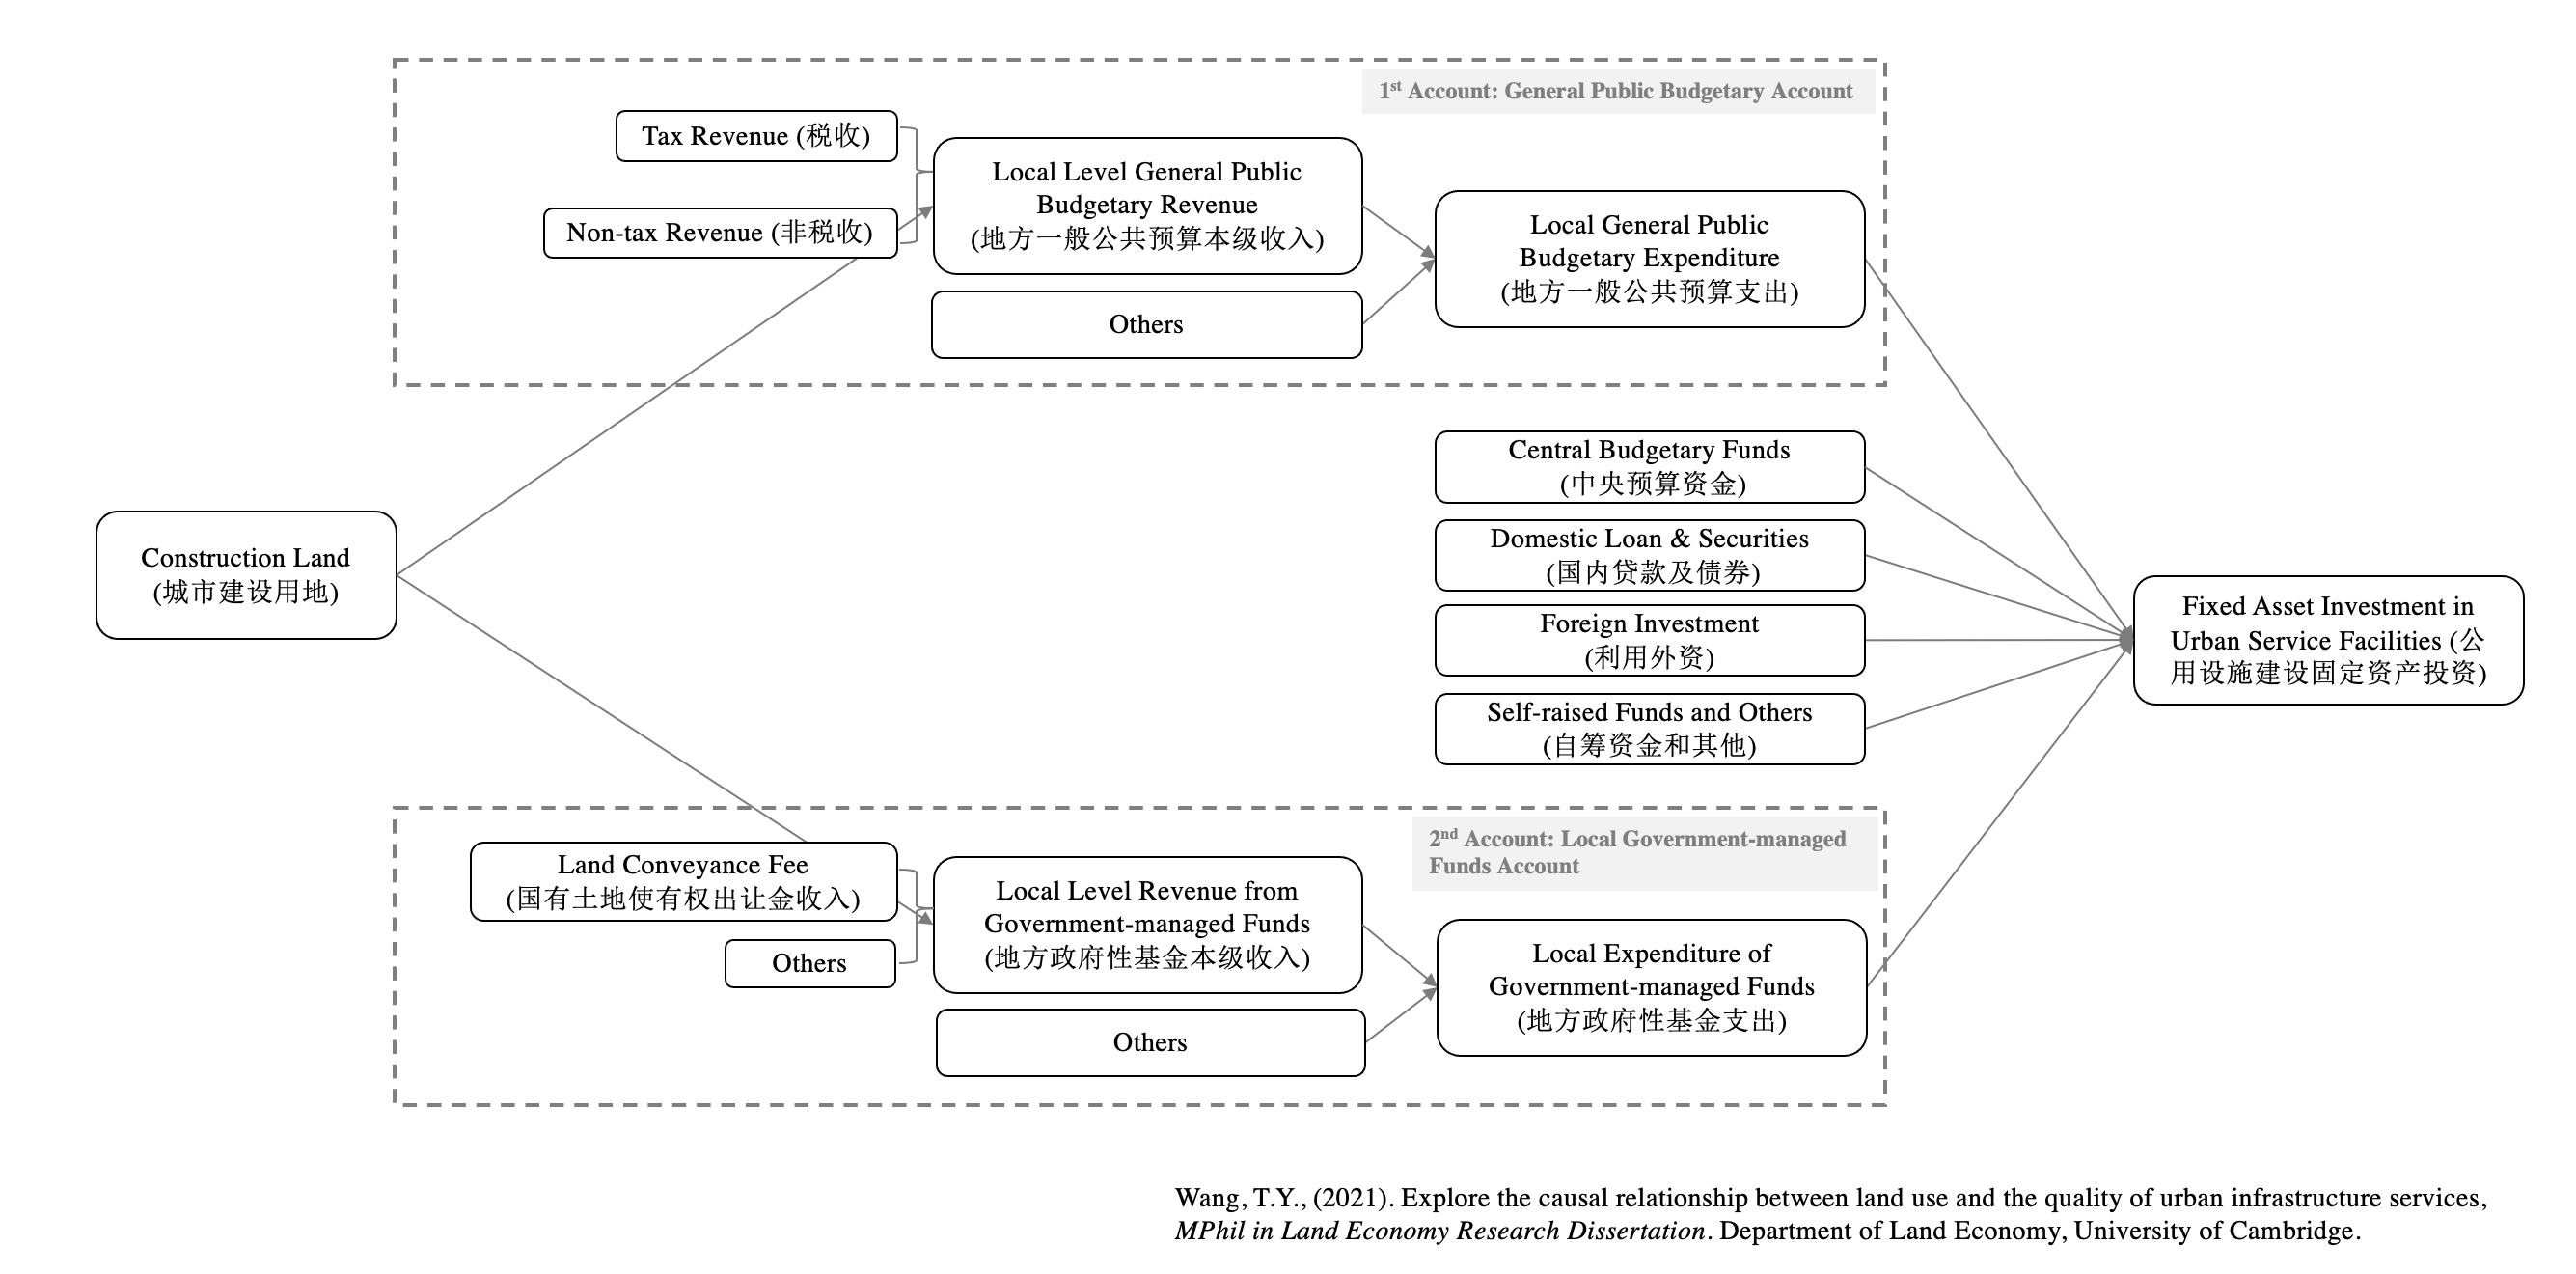 1st Account: General Public Budgetary Account
Tax Revenue (税收)
Non-tax Revenue (非税收)
Local Level General Public
Budgetary Revenue
(地方一般公共预算本级收入)
Others
Local General Public
Budgetary Expenditure
(地方一般公共预算支出)
Central Budgetary Funds
(中央预算资金)
Domestic Loan & Securities
(国内贷款及债券)
Foreign Investment
(利用外资)
Self-raised Funds and Others
(自筹资金和其他)
Construction Land
(城市建设用地)
Fixed Asset Investment in
Urban Service Facilities (公
用设施建设固定资产投资)
2nd Account: Local Government-managed
Funds Account
Land Conveyance Fee
(国有土地使有权出让金收入)
Others
Local Level Revenue from
Government-managed Funds
(地方政府性基金本级收入)
Others
Local Expenditure of
Government-managed Funds
(地方政府性基金支出)
Wang, T.Y., (2021). Explore the causal relationship between land use and the quality of urban infrastructure services,
MPhil in Land Economy Research Dissertation. Department of Land Economy, University of Cambridge.